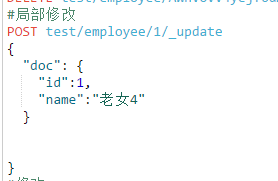 #局部修改
POST test/employee/1/_update
{
  "doc": {
    "id":1,
    "name":"老女4"
  }
}